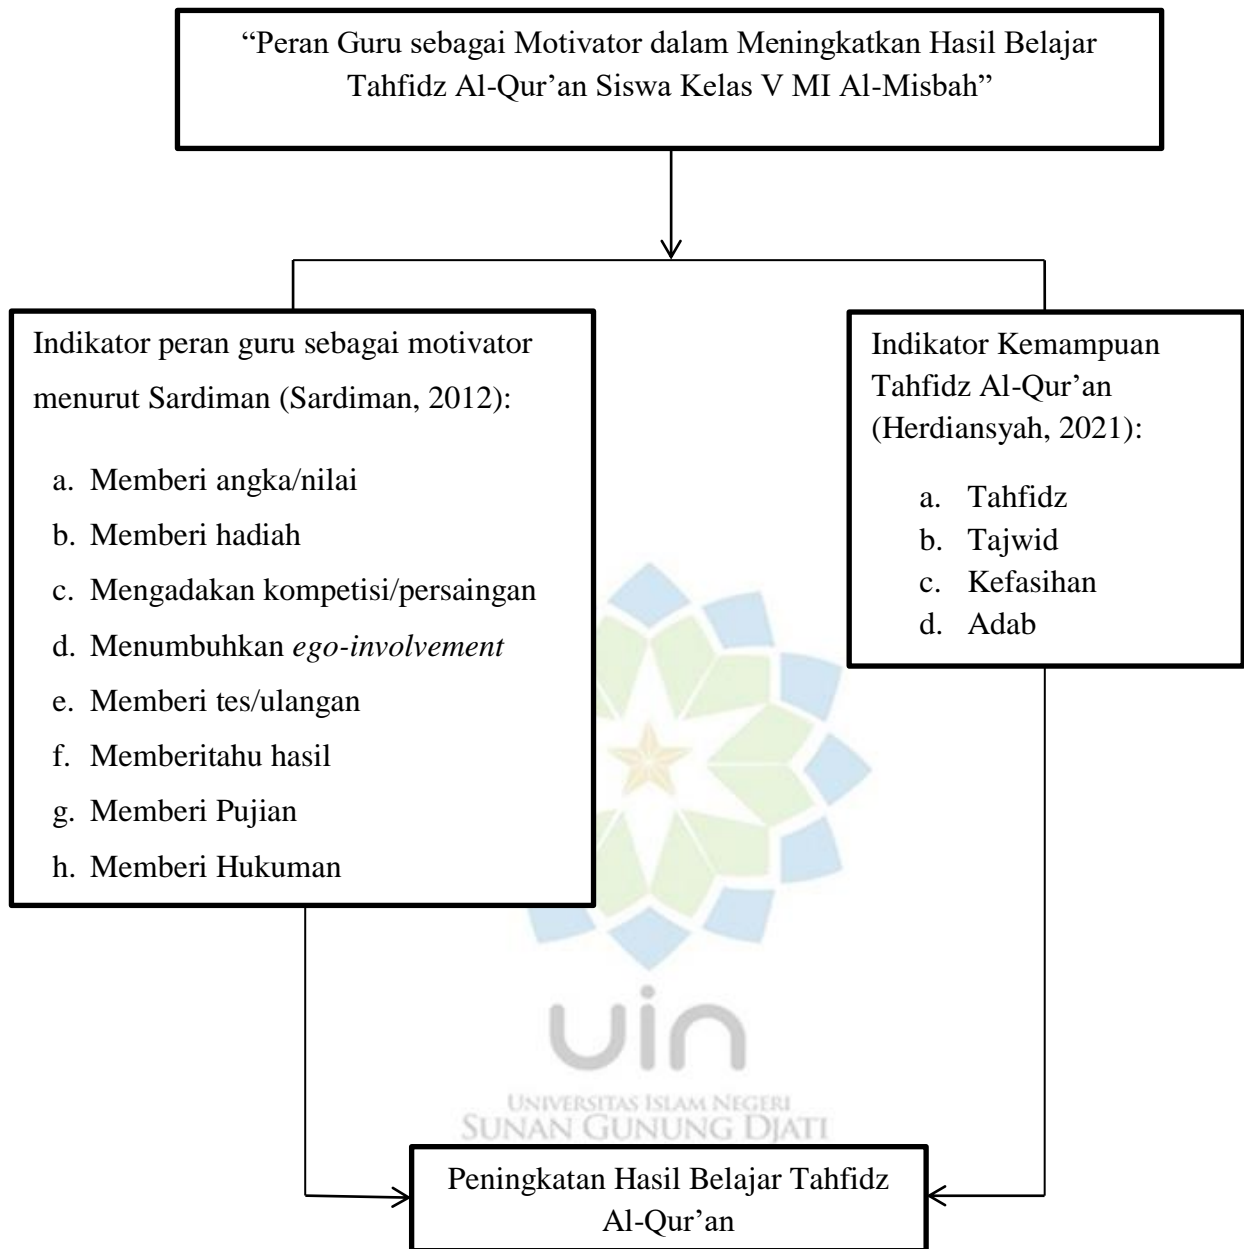 “Peran Guru sebagai Motivator dalam Meningkatkan Hasil Belajar
Tahfidz Al-Qur’an Siswa Kelas V MI Al-Misbah”
Indikator peran guru sebagai motivator
menurut Sardiman (Sardiman, 2012):
a. Memberi angka/nilai
b. Memberi hadiah
c. Mengadakan kompetisi/persaingan
d. Menumbuhkan ego-involvement
e. Memberi tes/ulangan
f. Memberitahu hasil
g. Memberi Pujian
h. Memberi Hukuman
Indikator Kemampuan
Tahfidz Al-Qur’an
(Herdiansyah, 2021):
a. Tahfidz
b. Tajwid
c. Kefasihan
d. Adab
uin
UNIVERSITAS ISLAM NEGERI
SUNAN GUNUNG DJATI
Peningkatan Hasil Belajar Tahfidz
Al-Qur’an